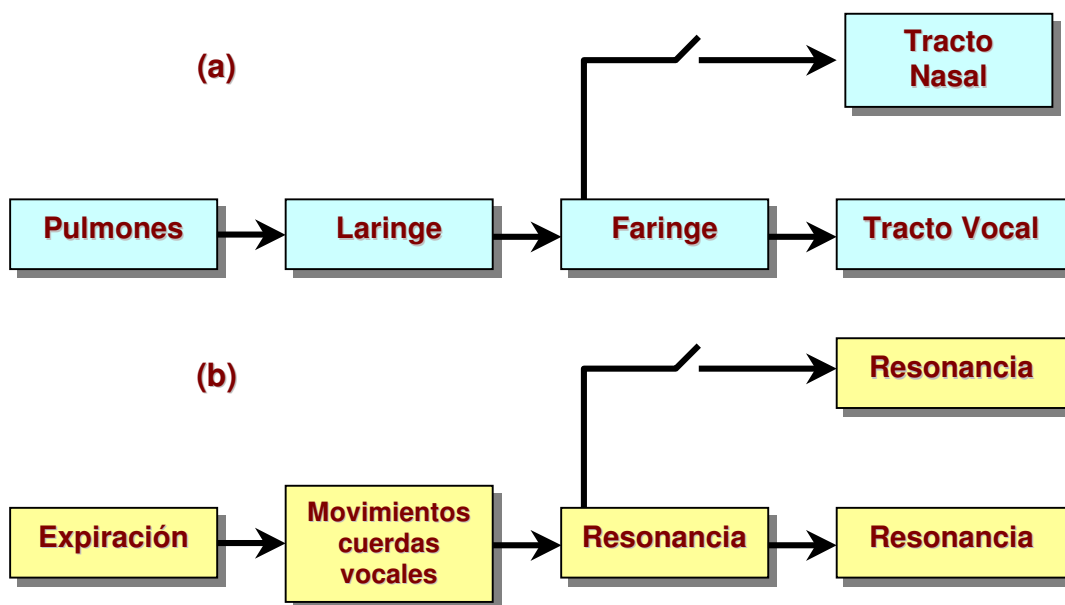 (a)
Tracto
Nasal
Pulmones
Laringe
Faringe
Tracto Vocal
(b)
Resonancia
Expiración
Movimientos
cuerdas
vocales
Resonancia
Resonancia